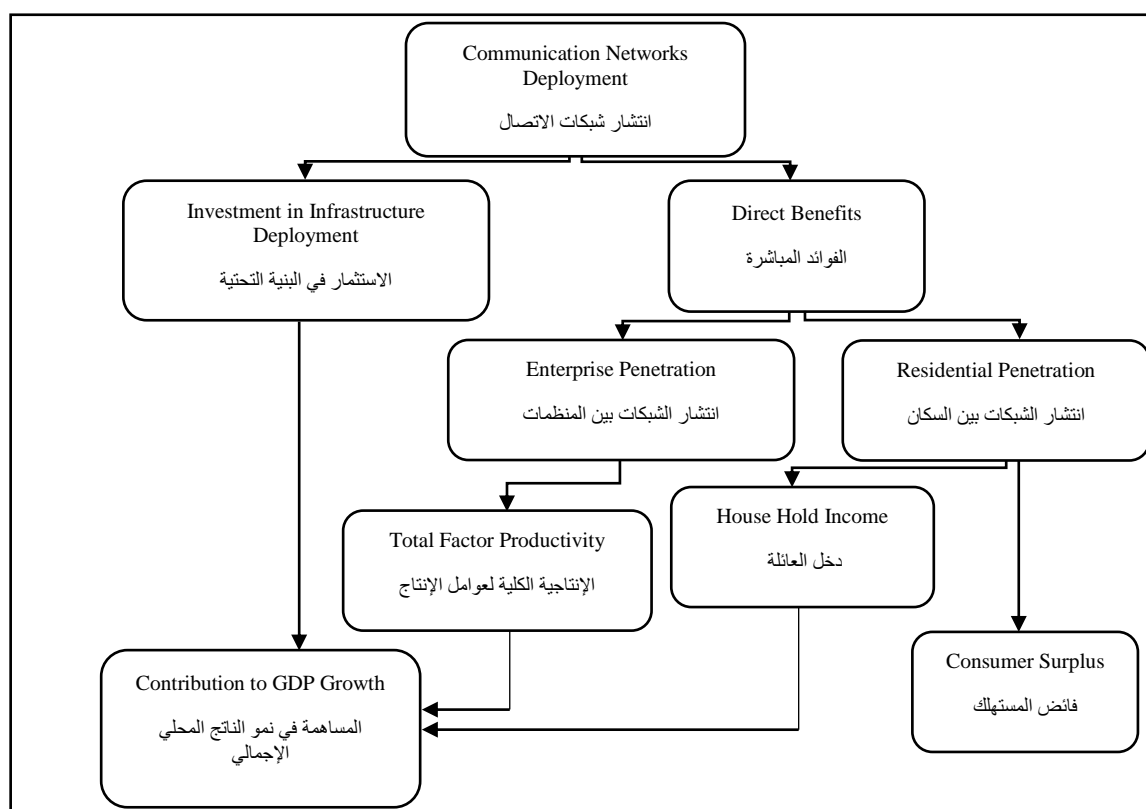 Communication Networks
Deployment
انتشار شبكات الاتصال
Investment in Infrastructure
Deployment
الاستثمار في البنية التحتية
Direct Benefits
الفوائد المباشرة
Enterprise Penetration
انتشار الشبكات بين المنظمات
Residential Penetration
انتشار الشبكات بين السكان
Total Factor Productivity
الإنتاجية الكلية لعوامل الإنتاج
House Hold Income
دخل العائلة
Contribution to GDP Growth
المساهمة في نمو الناتج المحلي
الإجمالي
Consumer Surplus
فائض المستهلك